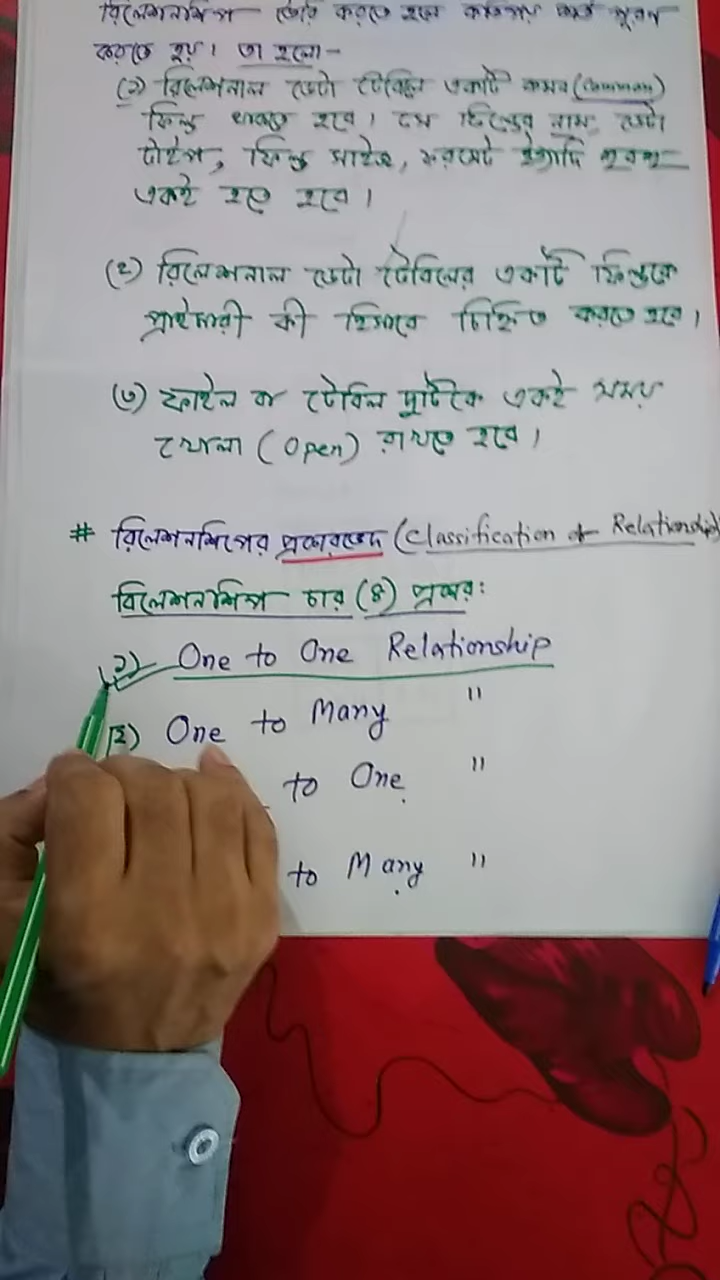 রিলেশনশিপ তৈরি করতে হলে কতিপয় শর্ত পূরণ
করতে হয়। তা হলো-
(১) রিলেশনাল ডেটা টেবিলে একটি কমন (Common)
ফিল্ড থাকতে হবে। ফিল্ডের নাম, ডেটা
টাইপ, ফিল্ড সাইজ, ফরমেট ইত্যাদি
একই হতে হবে।
(২) রিলেশনাল ডেটা টেবিলের একটি ফিল্ডকে
প্রাইমারী কী হিসাবে চিহ্নিত করতে হবে।
(৩) ফাইল বা টেবিল দুটিকে একই সময়
খোলা (Open) রাখতে হবে।
# রিলেশনশিপের প্রকারভেদ (Classification of Relationship)
রিলেশনশিপ চার (৪) প্রকার:
(১) One to One Relationship
(২) One to Many "
to One "
to Many "